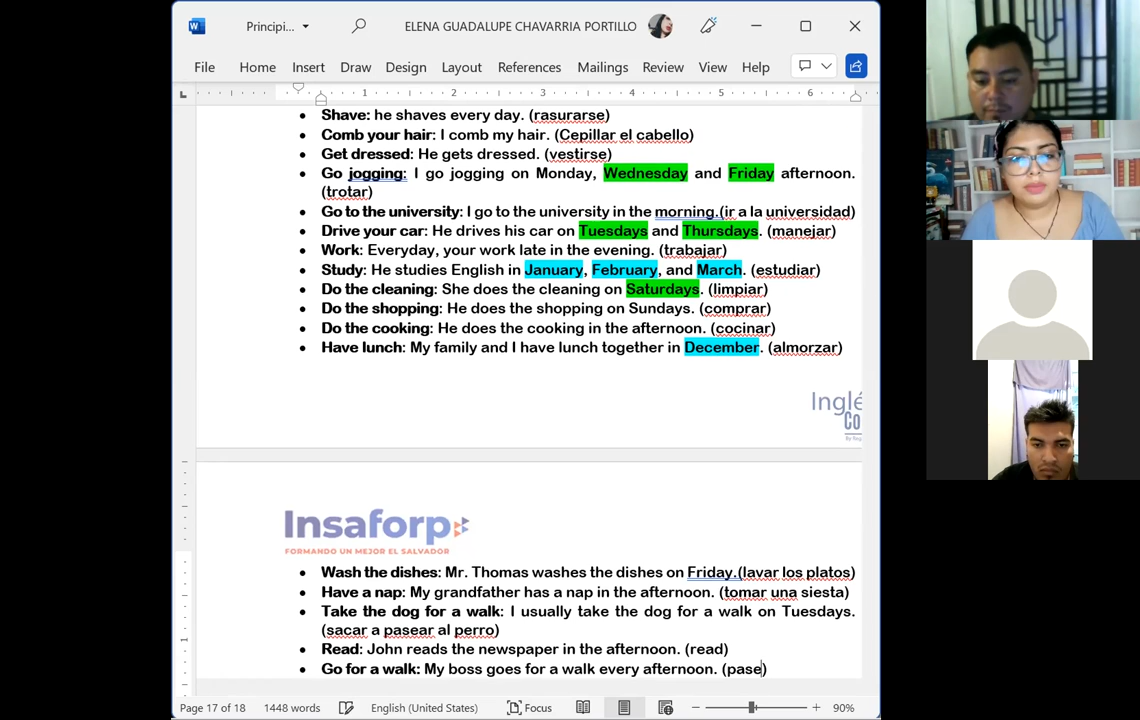 Principi...
ELENA GUADALUPE CHAVARRIA PORTILLO
File Home Insert Draw Design Layout References Mailings Review View Help
1 2 3 4 5 6
• Shave: he shaves every day. (rasurarse)
• Comb your hair: I comb my hair. (Cepillar el cabello)
• Get dressed: He gets dressed. (vestirse)
• Go jogging: I go jogging on Monday, Wednesday and Friday afternoon.
(trotar)
• Go to the university: I go to the university in the morning.(ir a la universidad)
• Drive your car: He drives his car on Tuesdays and Thursdays. (manejar)
• Work: Everyday, your work late in the evening. (trabajar)
• Study: He studies English in January, February, and March. (estudiar)
• Do the cleaning: She does the cleaning on Saturdays. (limpiar)
• Do the shopping: He does the shopping on Sundays. (comprar)
• Do the cooking: He does the cooking in the afternoon. (cocinar)
• Have lunch: My family and I have lunch together in December. (almorzar)
Inglé
Co
Insaforp
FORMANDO UN MEJOR EL SALVADOR
• Wash the dishes: Mr. Thomas washes the dishes on Friday.(lavar los platos)
• Have a nap: My grandfather has a nap in the afternoon. (tomar una siesta)
• Take the dog for a walk: I usually take the dog for a walk on Tuesdays.
(sacar a pasear al perro)
• Read: John reads the newspaper in the afternoon. (read)
• Go for a walk: My boss goes for a walk every afternoon. (pase)
1
Page 17 of 18 1448 words English (United States) Focus 90%